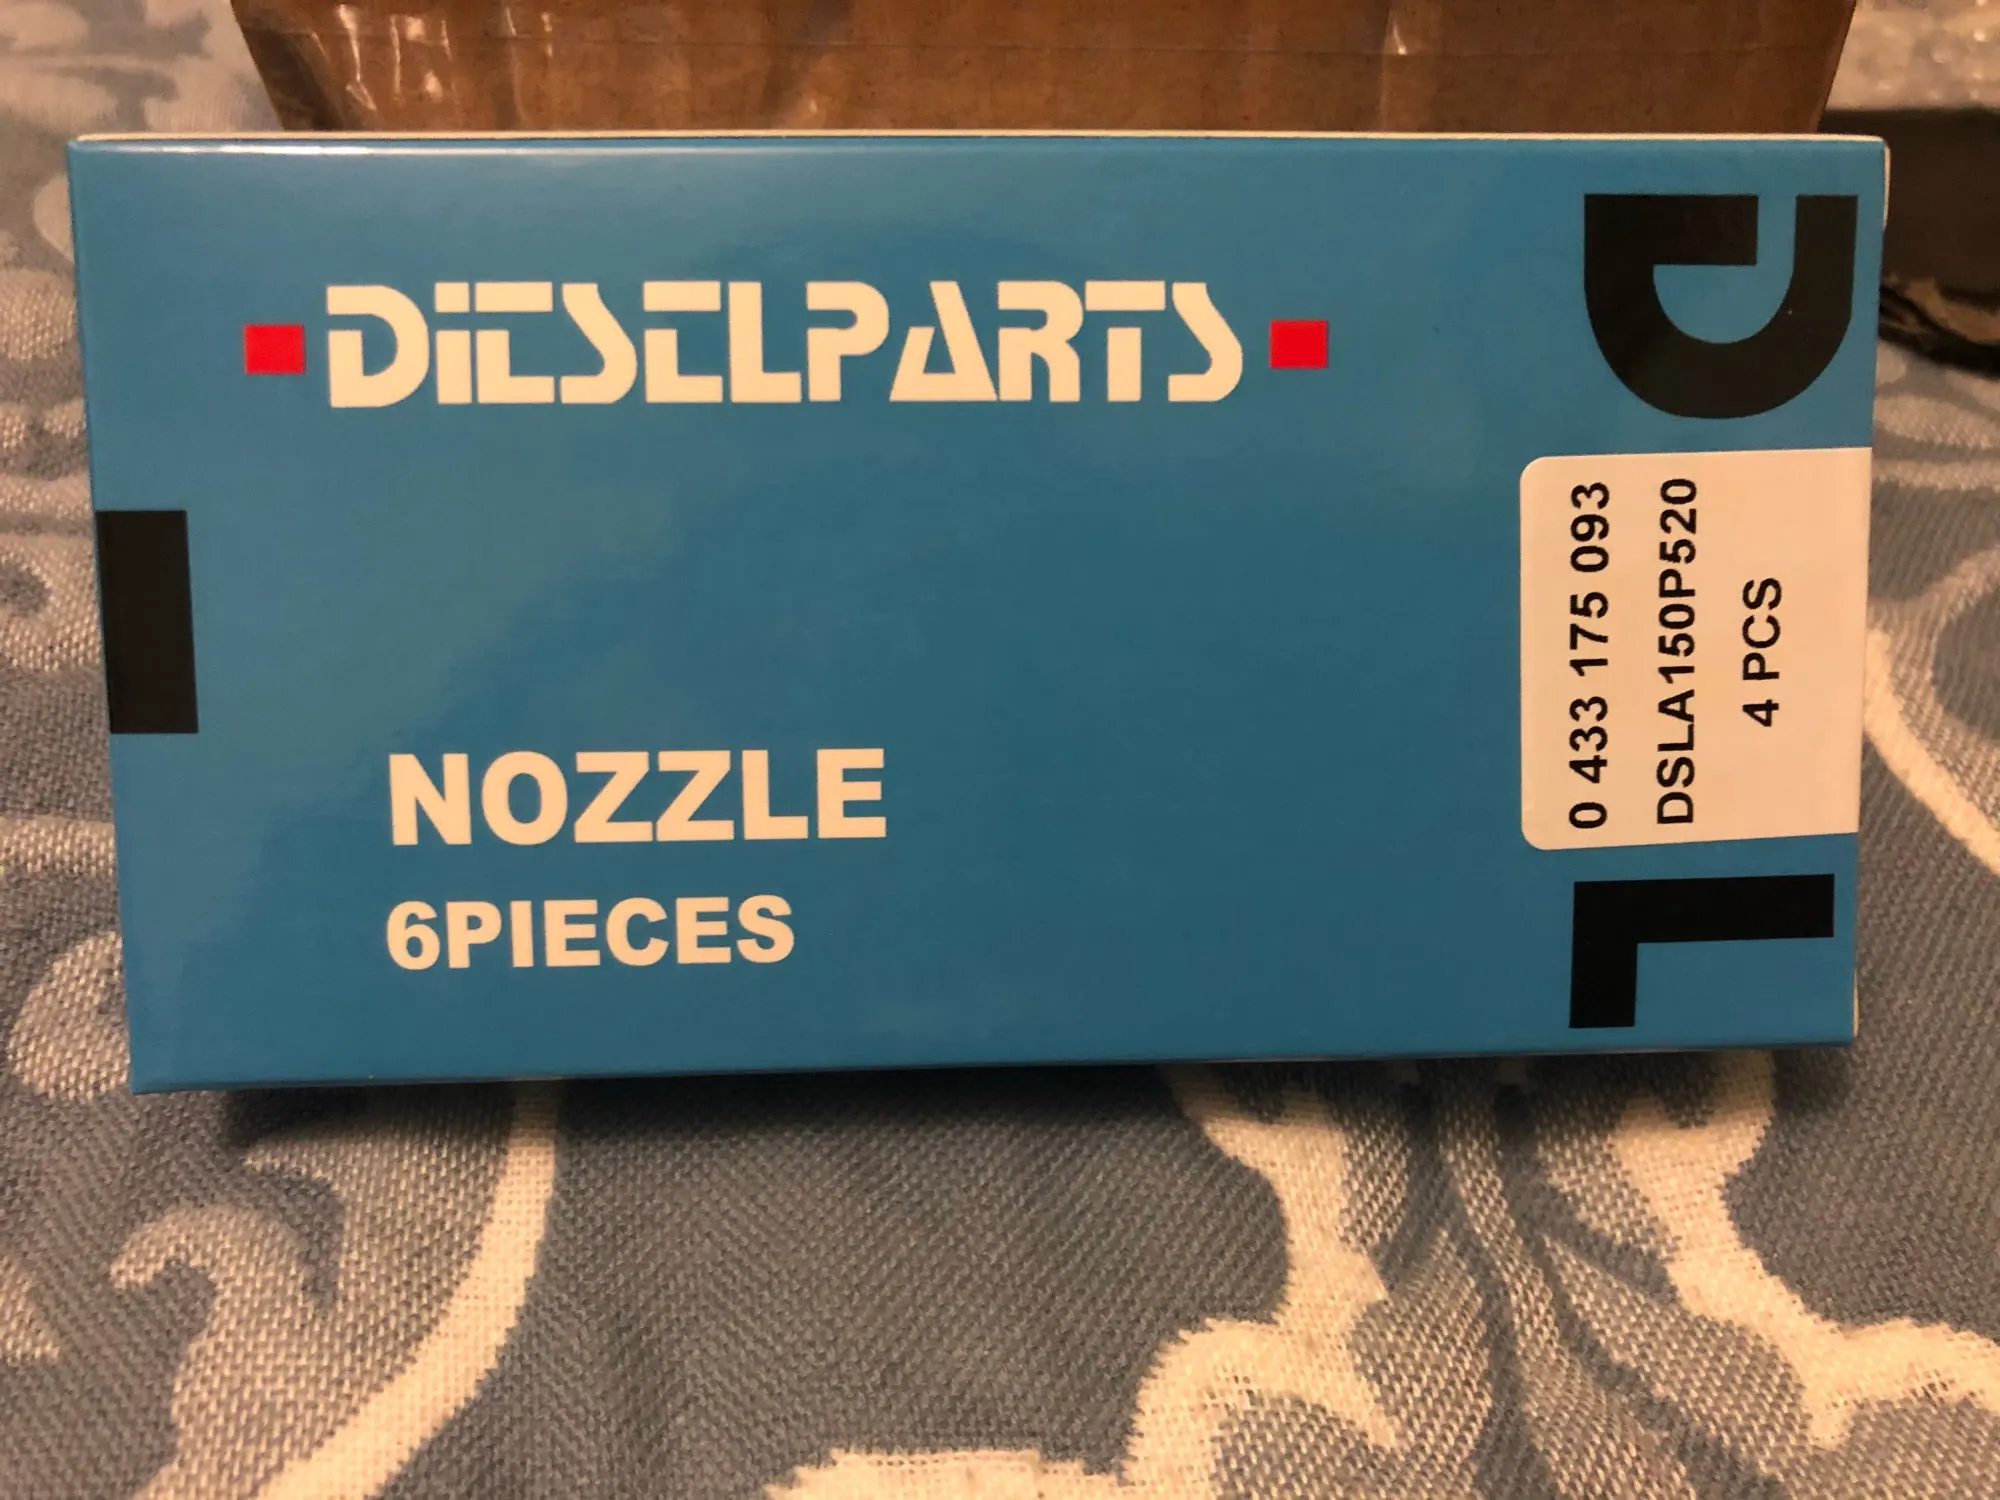 DIESELPARTS
NOZZLE
6PIECES
D
0 433 175 093
DSLA150P520
4 PCS
L